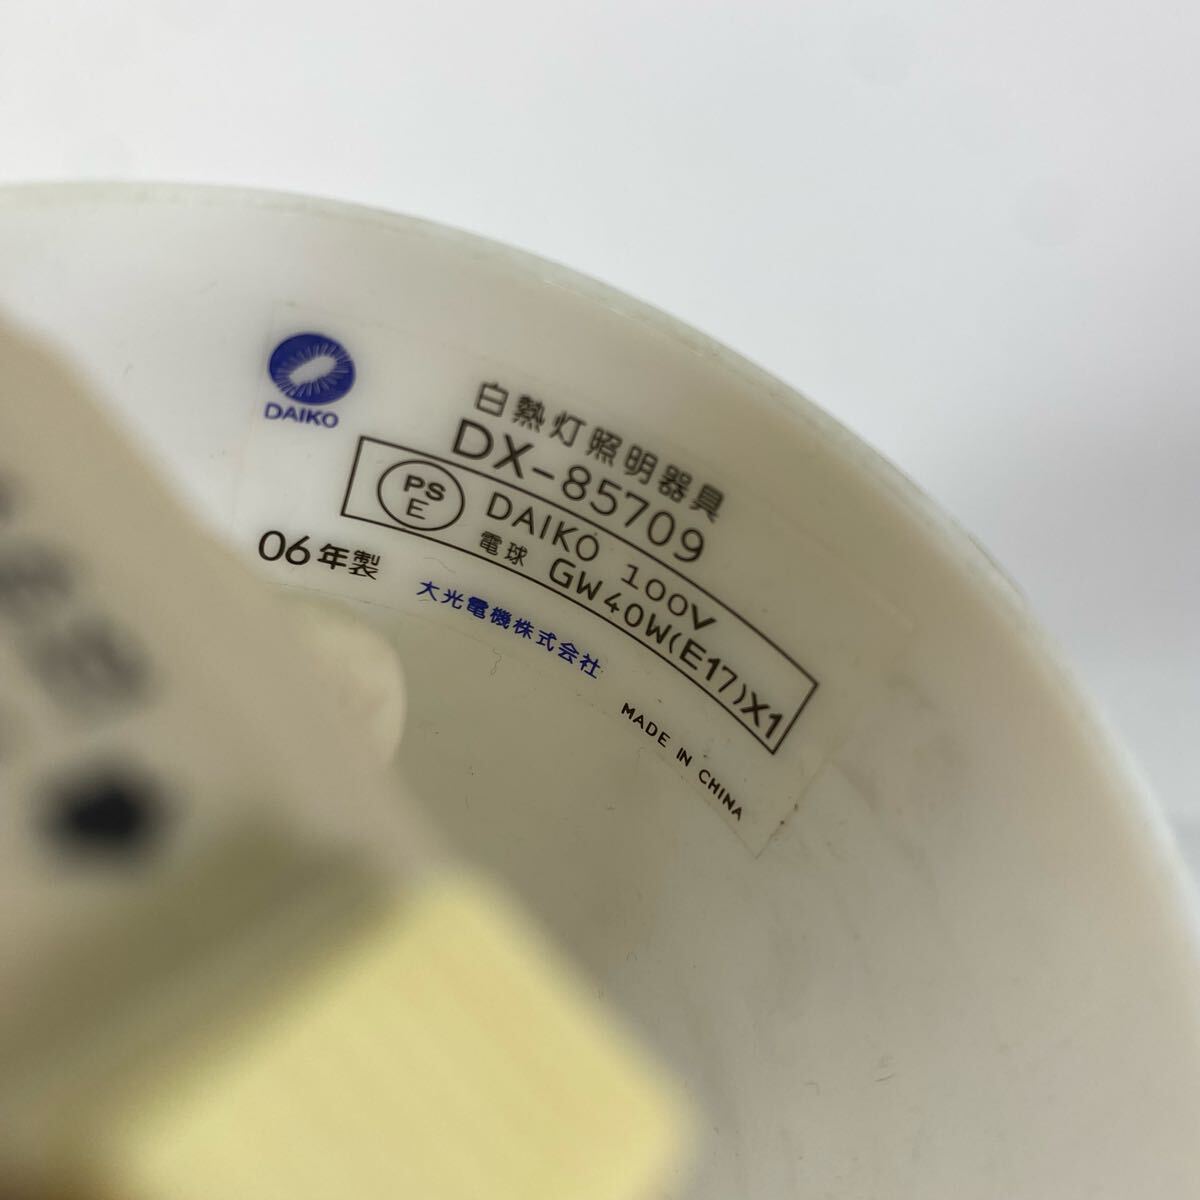 DAIKO
白熱灯照明器具
DX-85709
PS
E
DAIKO 100V
電球 GW40W(E17)X1
06年製
大光電機株式会社
MADE IN CHINA